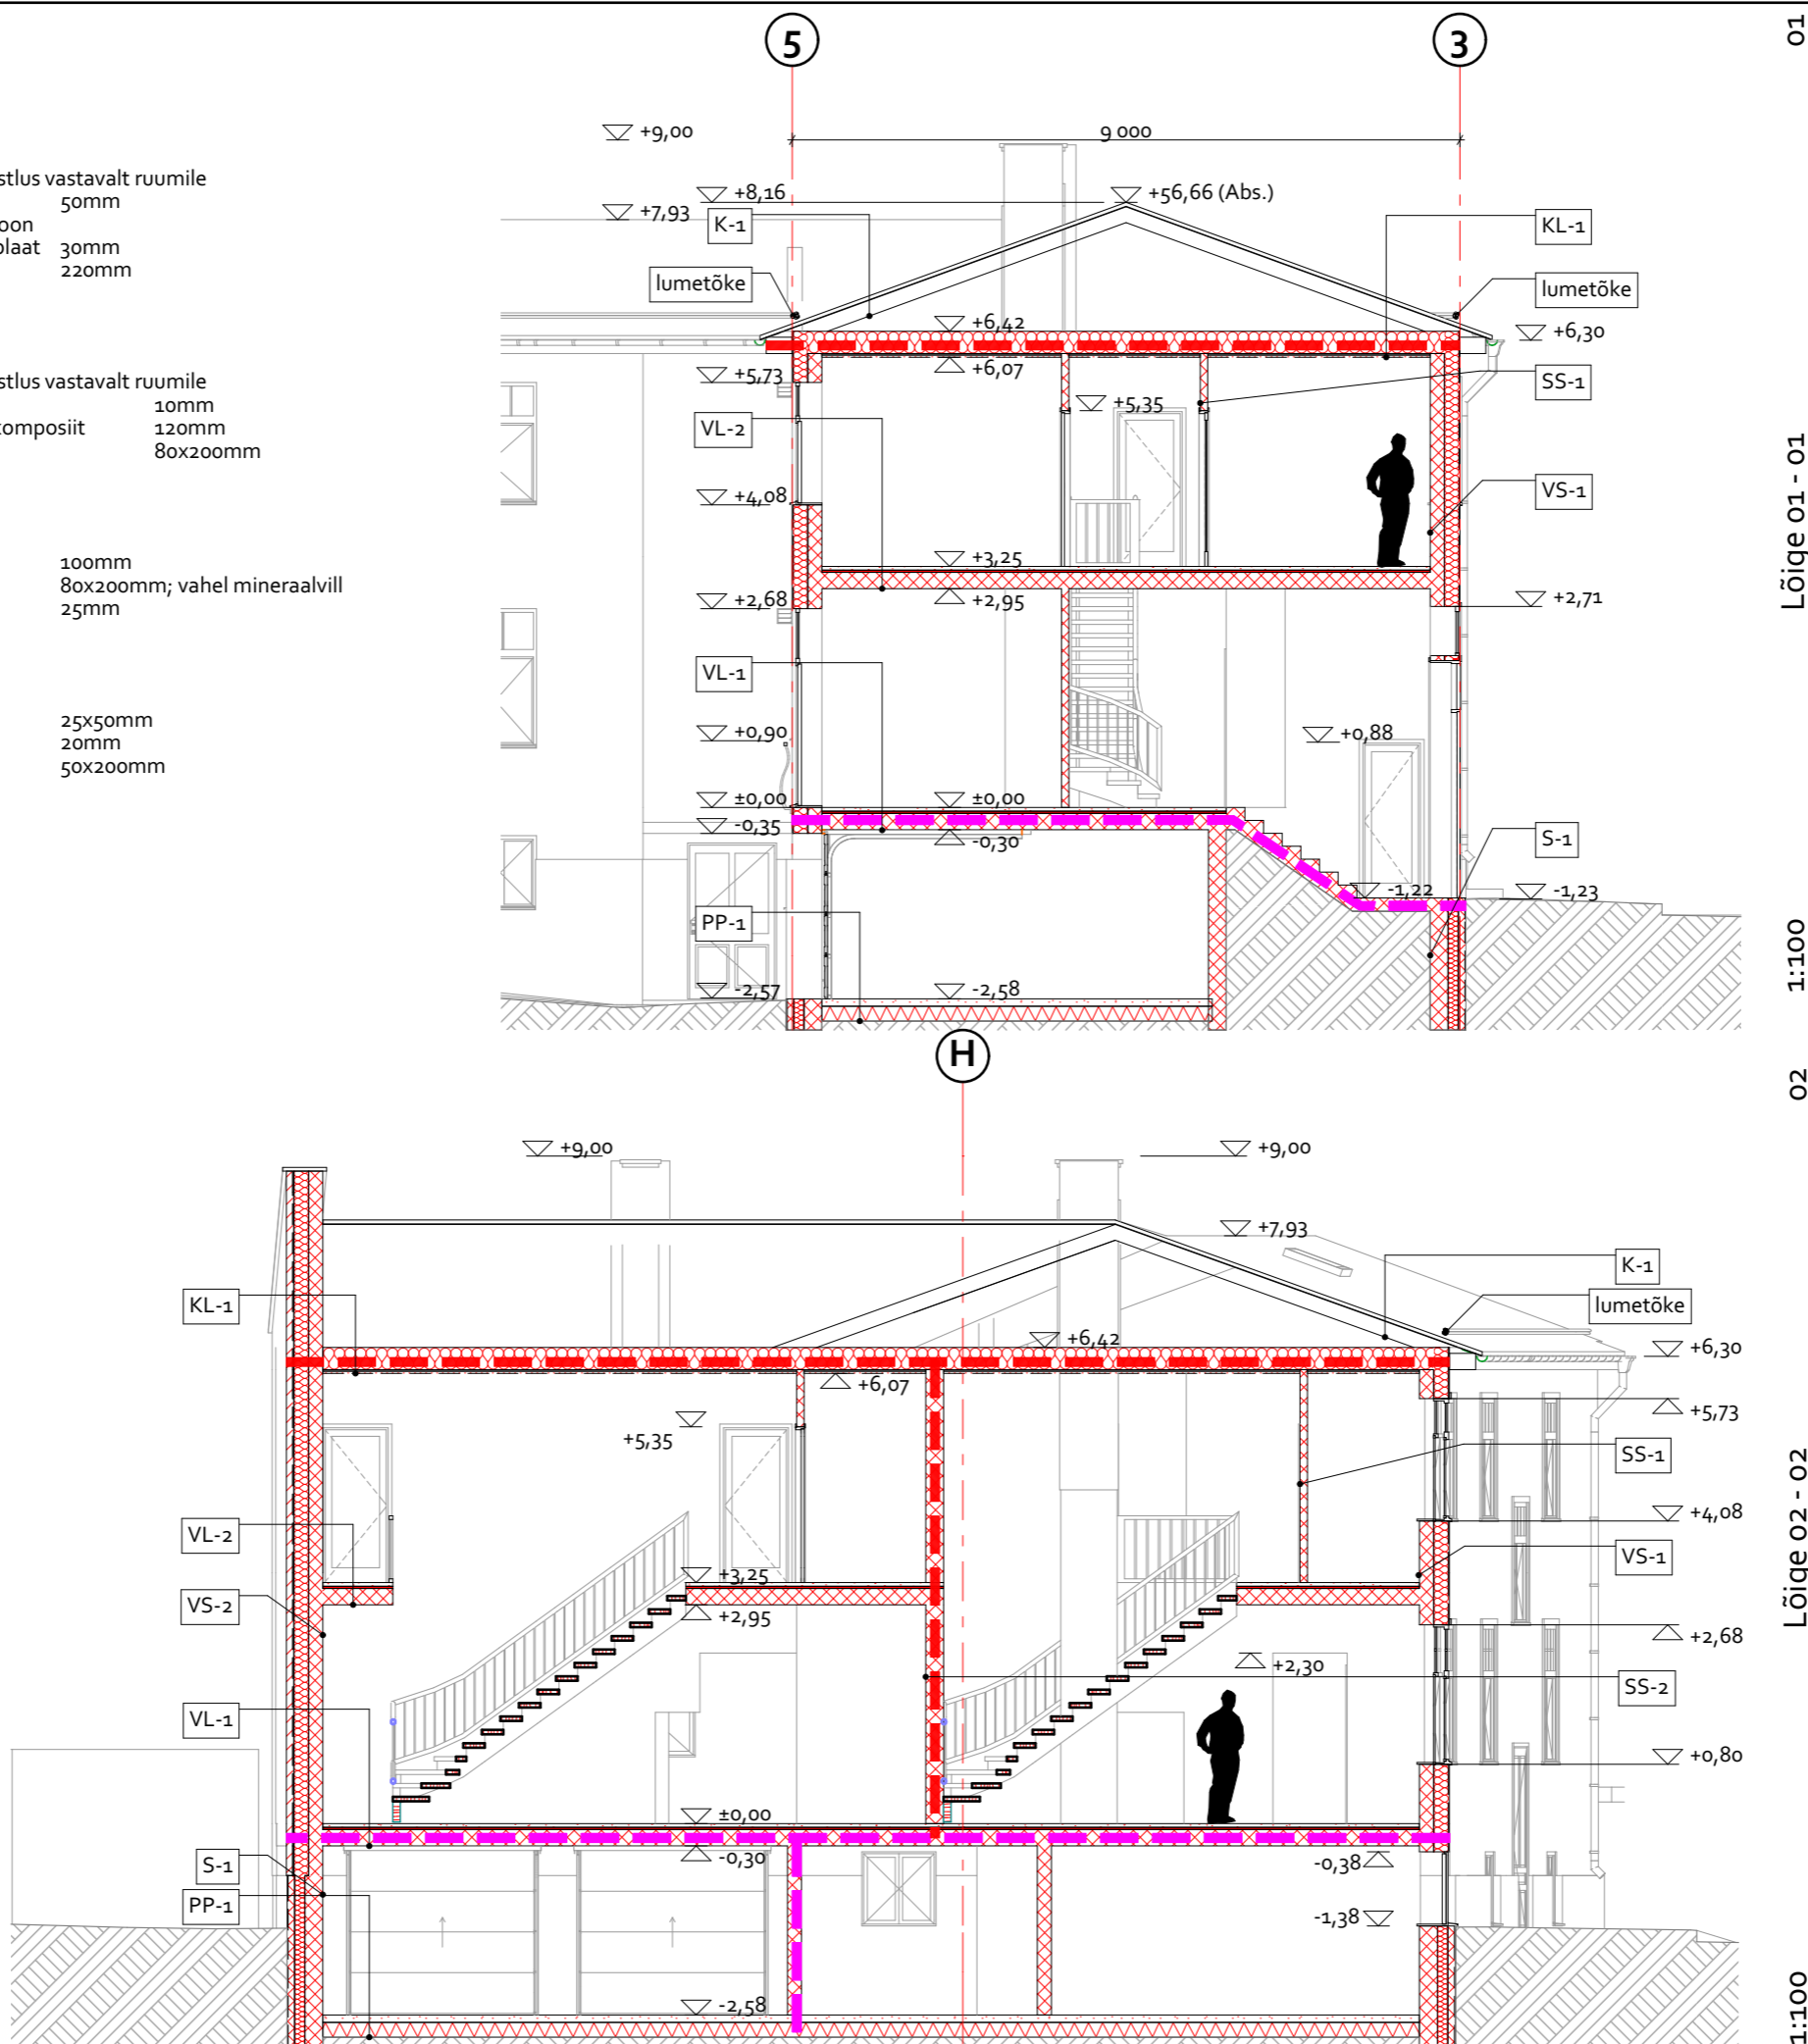 5
3
01
+9,00
9 000
stlus vastavalt ruumile
50mm
+8,16
+56,66 (Abs.)
+7,93
K-1
KL-1
oon
plaat 30mm
220mm
lumetõke
lumetõke
+6,42
+6,30
+6,07
+5,73
SS-1
stlus vastavalt ruumile
10mm
+5,35
komposiit 120mm
VL-2
80x200mm
+4,08
VS-1
Lõige 01 - 01
100mm
+3,25
80x200mm; vahel mineraalvill
+2,68
+2,95
+2,71
25mm
VL-1
25x50mm
+0,90
+0,88
20mm
50x200mm
±0,00
±0,00
-0,35
-0,30
S-1
-1,22
-1,23
PP-1
1:100
-2,57
-2,58
H
02
+9,00
+9,00
+7,93
K-1
KL-1
lumetõke
+6,42
+6,30
+6,07
+5,73
+5,35
SS-1
+4,08
VL-2
VS-1
Lõige 02 - 02
+3,25
VS-2
+2,95
+2,68
+2,30
SS-2
VL-1
+0,80
±0,00
-0,30
-0,38
S-1
PP-1
-1,38
-2,58
1:100